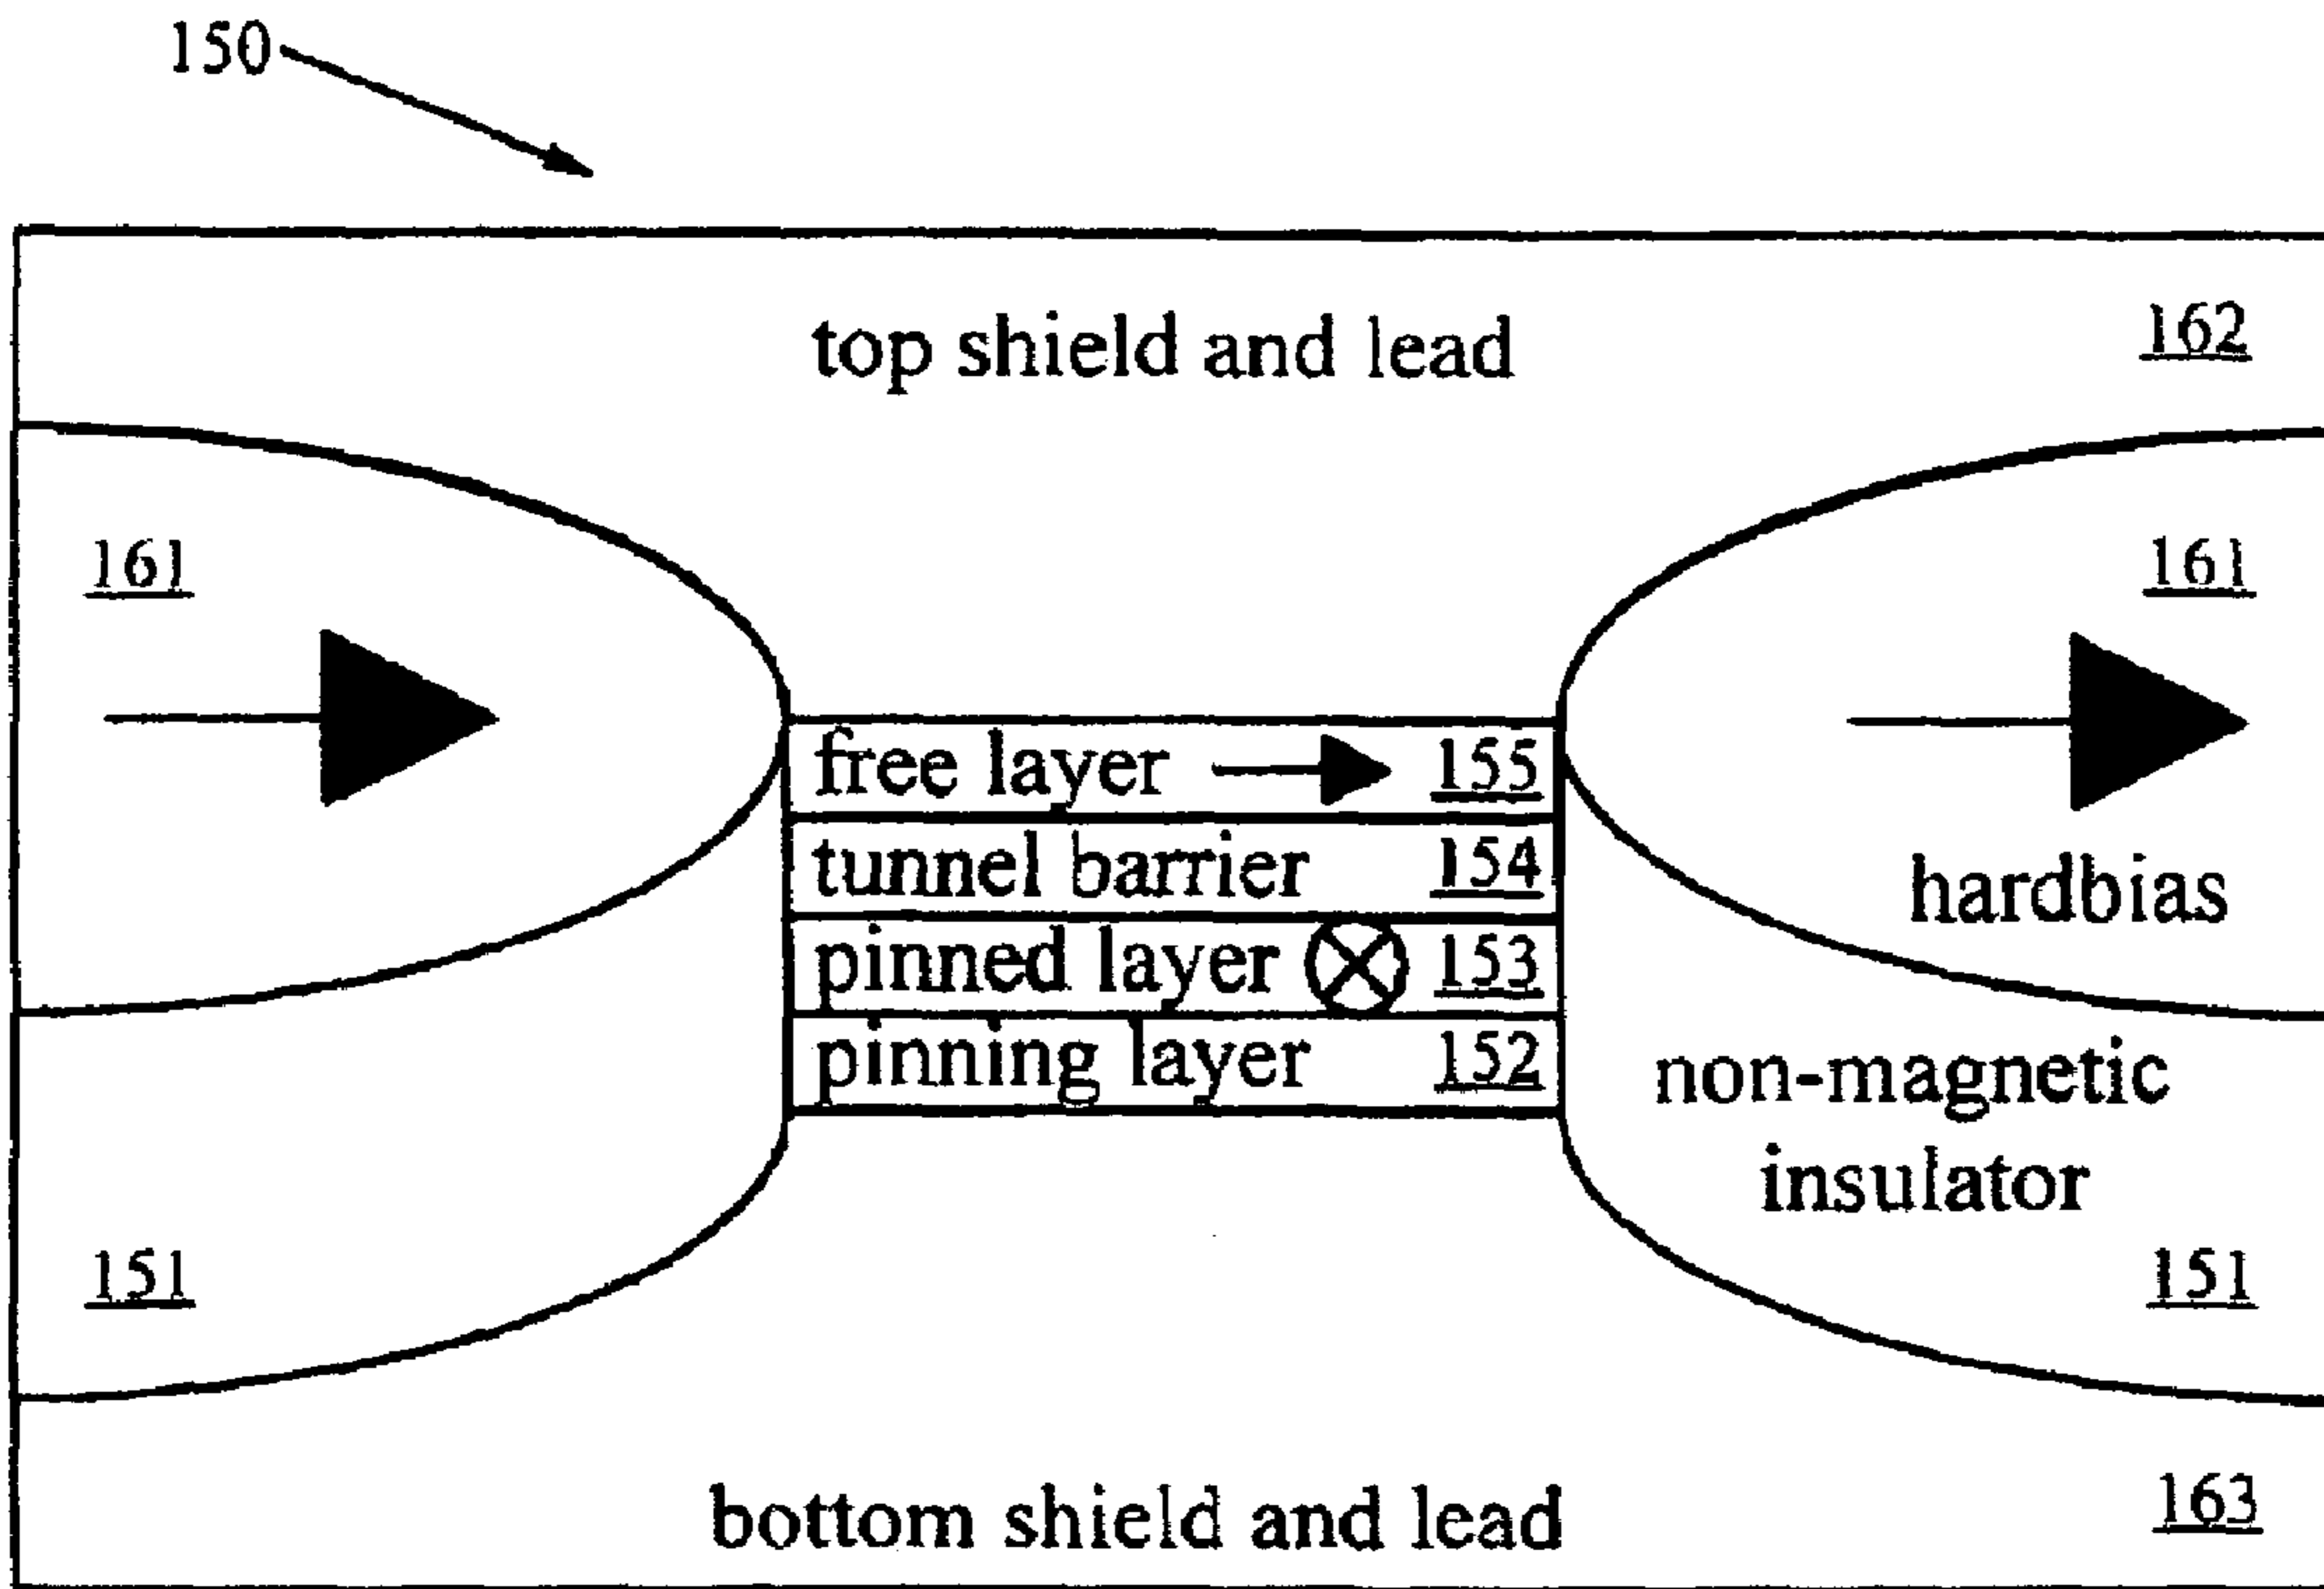 150
top shield and lead 162
161 161
free layer 155
tunnel barrier 154
hardbias
pinned layer 153
pinning layer 152
non-magnetic
insulator
151 151
bottom shield and lead 163